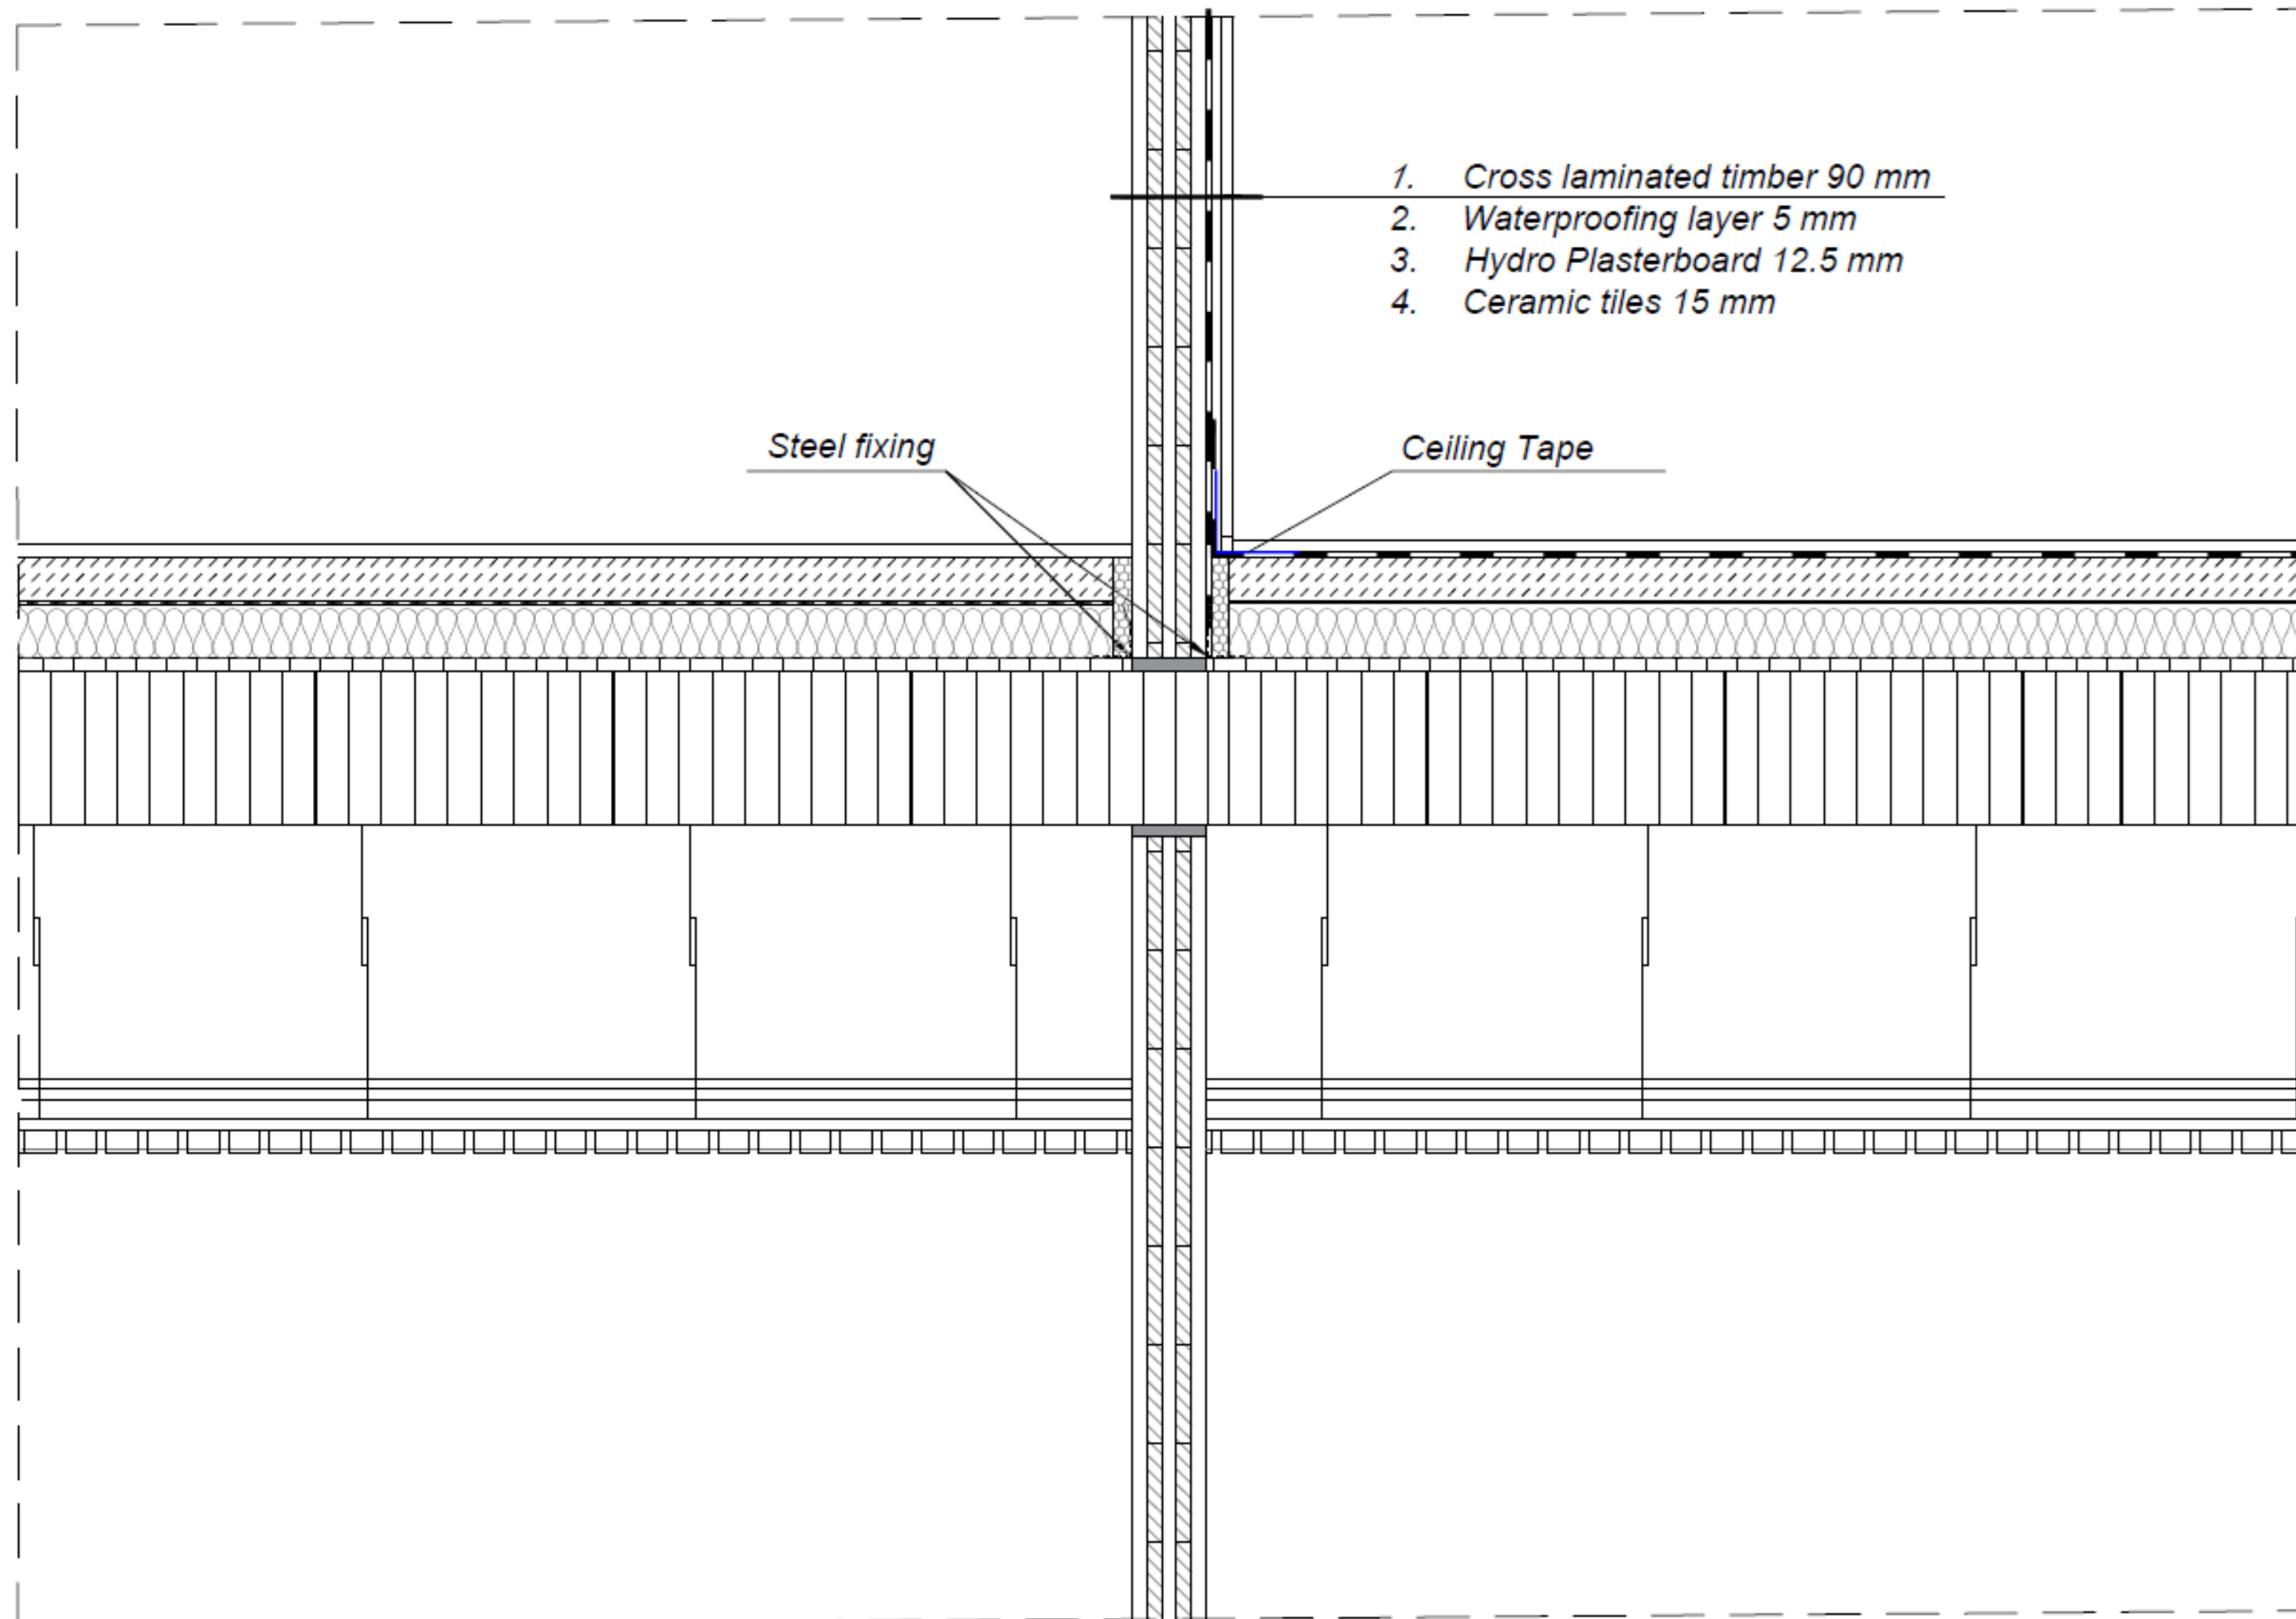 1. Cross laminated timber 90 mm
2. Waterproofing layer 5 mm
3. Hydro Plasterboard 12.5 mm
4. Ceramic tiles 15 mm
Steel fixing
Ceiling Tape